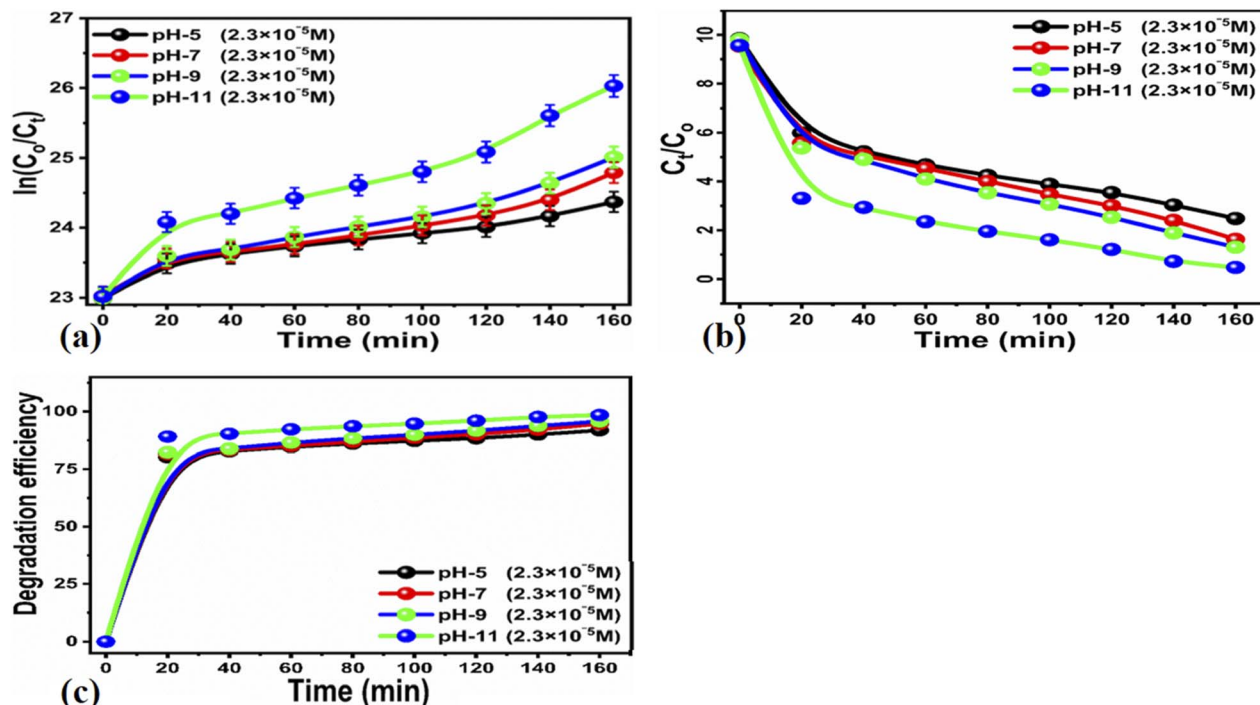 27
26
25
24
23
ln(C₀/Cₜ)
pH-5 (2.3×10⁻⁵M)
pH-7 (2.3×10⁻⁵M)
pH-9 (2.3×10⁻⁵M)
pH-11 (2.3×10⁻⁵M)
0 20 40 60 80 100 120 140 160
(a) Time (min)
10
8
6
4
2
0
Cₜ/Cₒ
pH-5 (2.3×10⁻⁵M)
pH-7 (2.3×10⁻⁵M)
pH-9 (2.3×10⁻⁵M)
pH-11 (2.3×10⁻⁵M)
0 20 40 60 80 100 120 140 160
(b) Time (min)
100
75
50
25
0
Degradation efficiency
pH-5 (2.3×10⁻⁵M)
pH-7 (2.3×10⁻⁵M)
pH-9 (2.3×10⁻⁵M)
pH-11 (2.3×10⁻⁵M)
0 20 40 60 80 100 120 140 160
(c) Time (min)